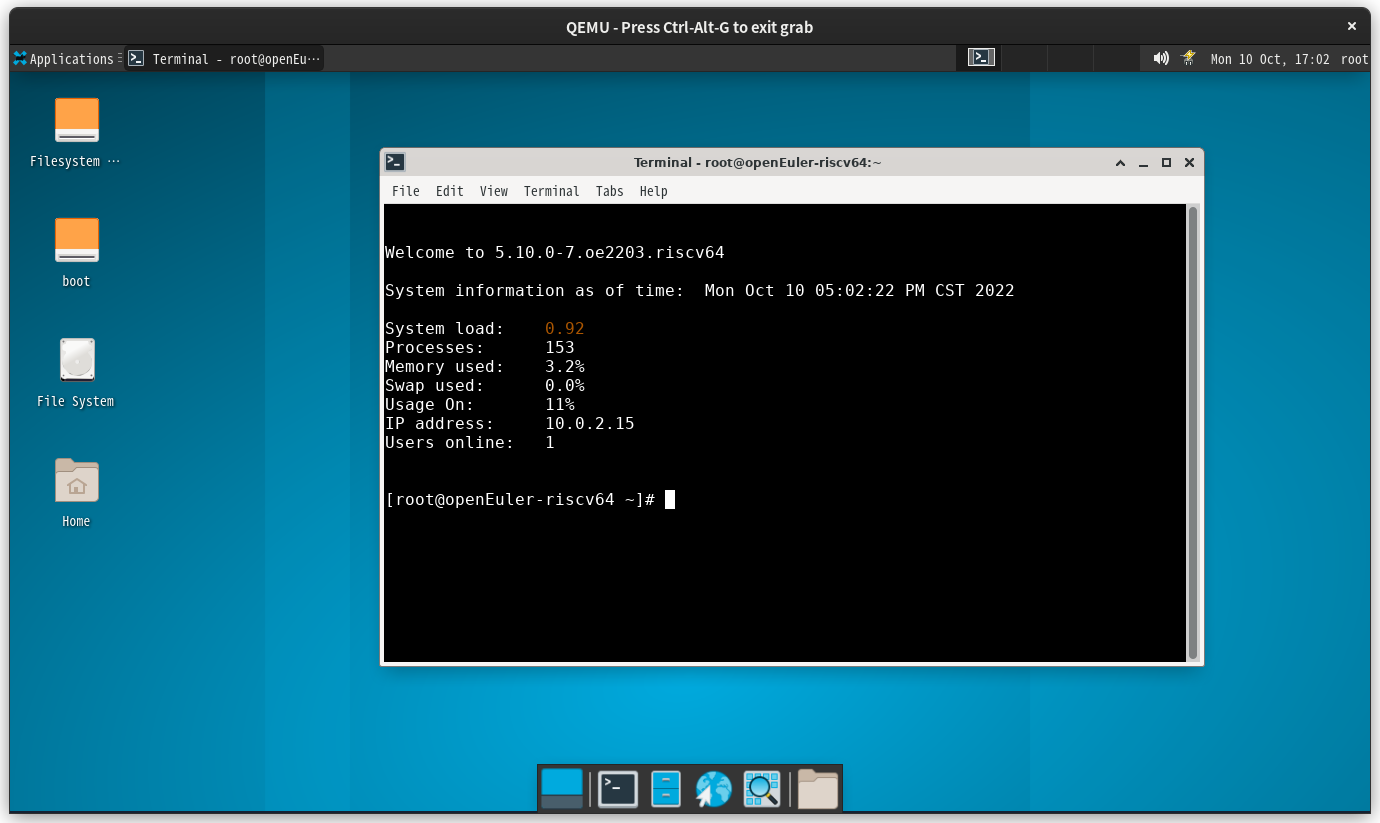 QEMU - Press Ctrl-Alt-G to exit grab
Applications
Terminal - root@openEu···
Mon 10 Oct, 17:02
root
Filesystem ···
boot
File System
Home
Terminal - root@openEuler-riscv64:~
File Edit View Terminal Tabs Help
Welcome to 5.10.0-7.oe2203.riscv64
System information as of time:  Mon Oct 10 05:02:22 PM CST 2022
System load:    0.92
Processes:      153
Memory used:    3.2%
Swap used:      0.0%
Usage On:       11%
IP address:     10.0.2.15
Users online:   1
[root@openEuler-riscv64 ~]#